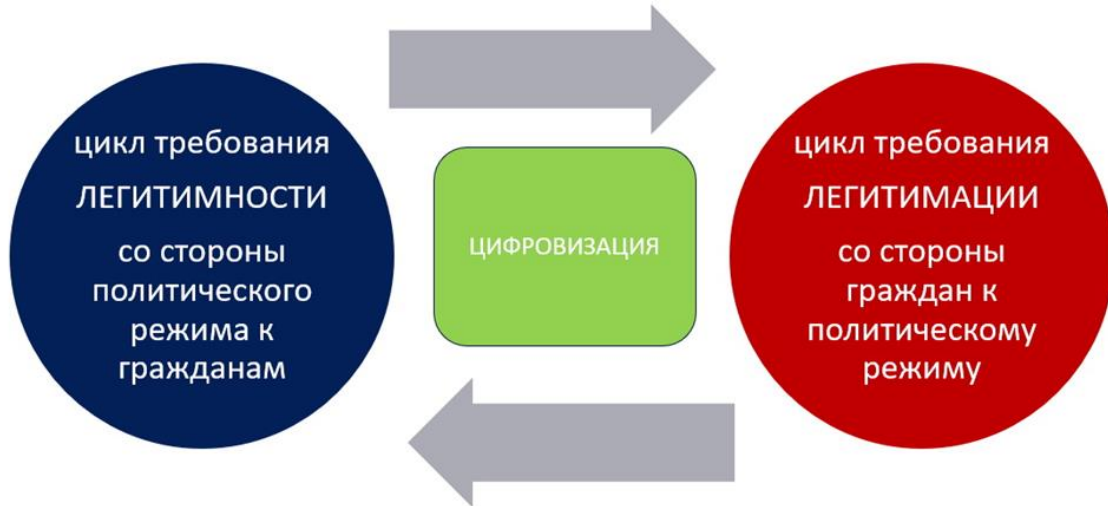 цикл требования
ЛЕГИТИМНОСТИ
со стороны
политического
режима к
гражданам
ЦИФРОВИЗАЦИЯ
цикл требования
ЛЕГИТИМАЦИИ
со стороны
граждан к
политическому
режиму